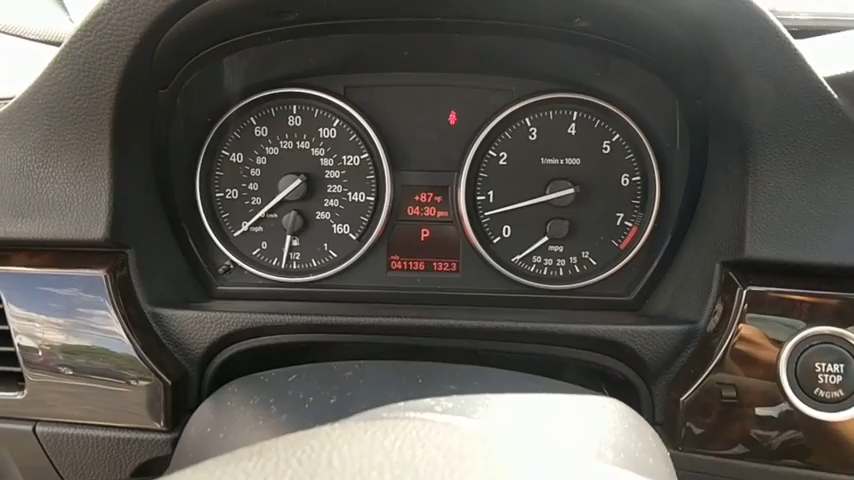 80
60 100
100 120 140 160
40 80 180 120
60 200
20 40 220 140
20 240
km/h 260 160
0 mph
0 1/2 1
+87°F
04:30pm
P
mls
041136 132.3
3 4
2 5
1/min x 1000
1 6
0 7
mpg
50 30 20 15 12
START
STOP
ENGINE